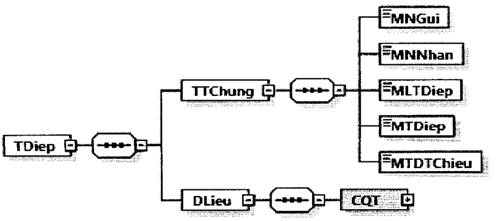 MNGui
MNNhan
TTChung
MLTDiep
MTDiep
TDiep
MTDTChieu
DLieu
CQT